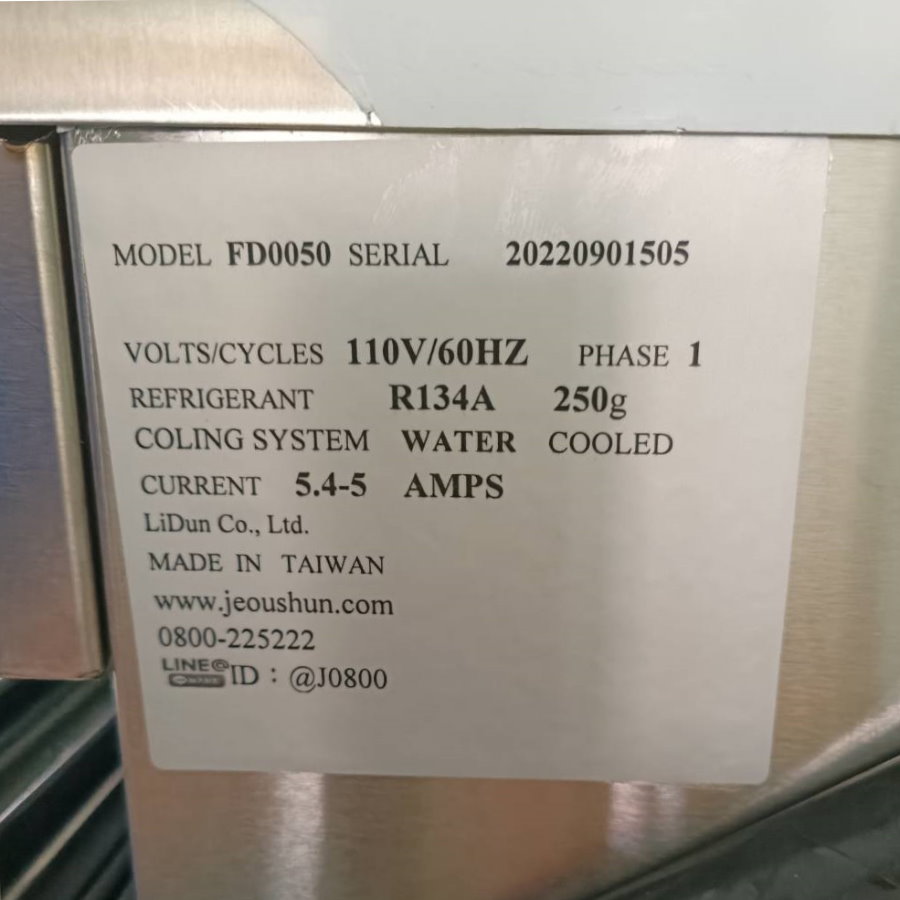 MODEL FD0050 SERIAL 20220901505
VOLTS/CYCLES 110V/60HZ PHASE 1
REFRIGERANT R134A 250g
COLING SYSTEM WATER COOLED
CURRENT 5.4-5 AMPS
LiDun Co., Ltd.
MADE IN TAIWAN
www.jeoushun.com
0800-225222
LINE@ ID：@J0800